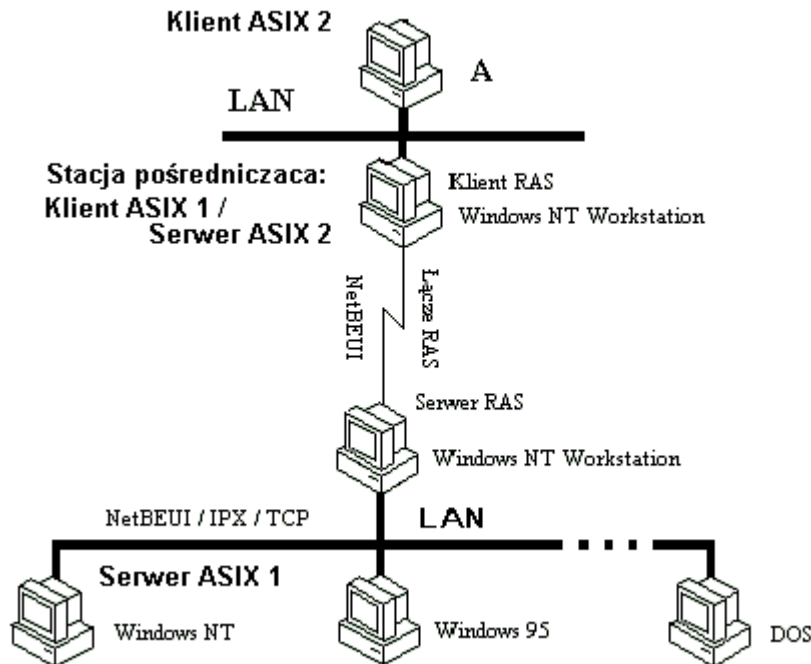 Klient ASIX 2
A
LAN
Stacja pośredniczaca:
Klient ASIX 1 /
Serwer ASIX 2
Klient RAS
Windows NT Workstation
NetBEUI
Łącze RAS
Serwer RAS
Windows NT Workstation
NetBEUI / IPX / TCP
LAN
Serwer ASIX 1
Windows NT
Windows 95
DOS